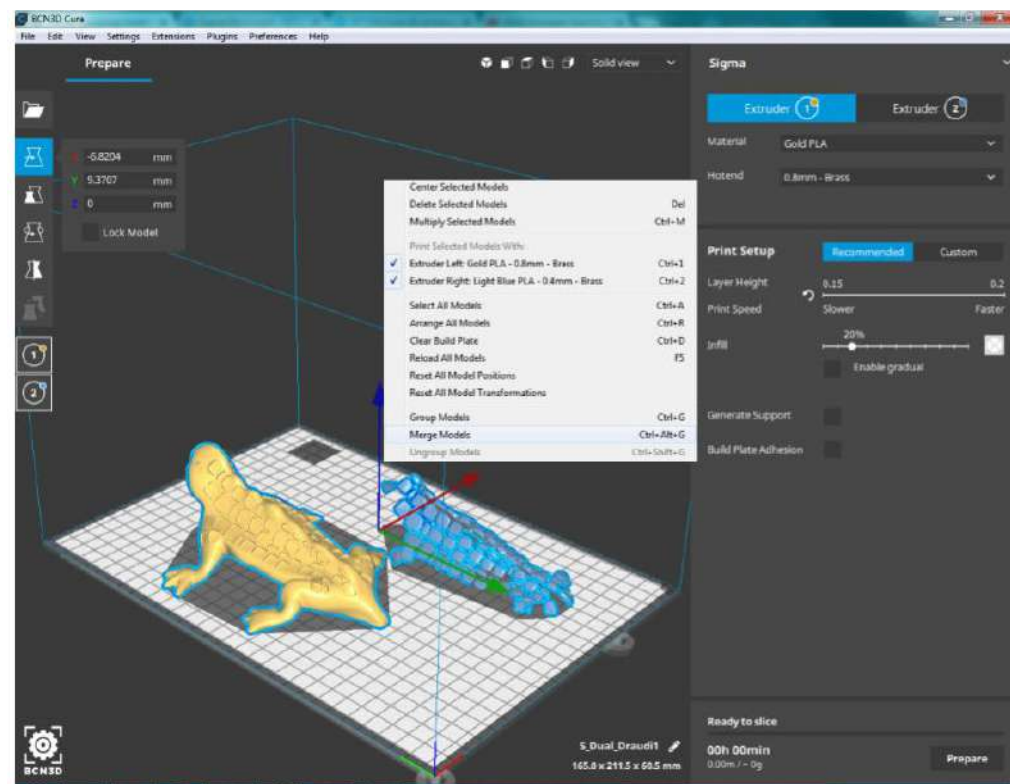 BCN3D Cura
File Edit View Settings Extensions Plugins Preferences Help
Prepare
Solid view
Sigma
Extruder 1
Extruder 2
Material
Gold PLA
Hotend
0.8mm - Brass
X -6.8204 mm
Y 9.3707 mm
Z 0 mm
Lock Model
Center Selected Models
Delete Selected Models Del
Multiply Selected Models Ctrl+M
Print Selected Models With:
Extruder Left: Gold PLA - 0.8mm - Brass Ctrl+1
Extruder Right: Light Blue PLA - 0.4mm - Brass Ctrl+2
Select All Models Ctrl+A
Arrange All Models Ctrl+R
Clear Build Plate Ctrl+D
Reload All Models F5
Reset All Model Positions
Reset All Model Transformations
Group Models Ctrl+G
Merge Models Ctrl+Alt+G
Ungroup Models Ctrl+Shift+G
1
2
Print Setup
Recommended Custom
Layer Height 0.15 0.2
Print Speed Slower Faster
Infill 20%
Enable gradual
Generate Support
Build Plate Adhesion
BCN3D
S_Dual_Draudi1
165.8 x 211.5 x 60.5 mm
Ready to slice
00h 00min
0.00m / ~ 0g
Prepare